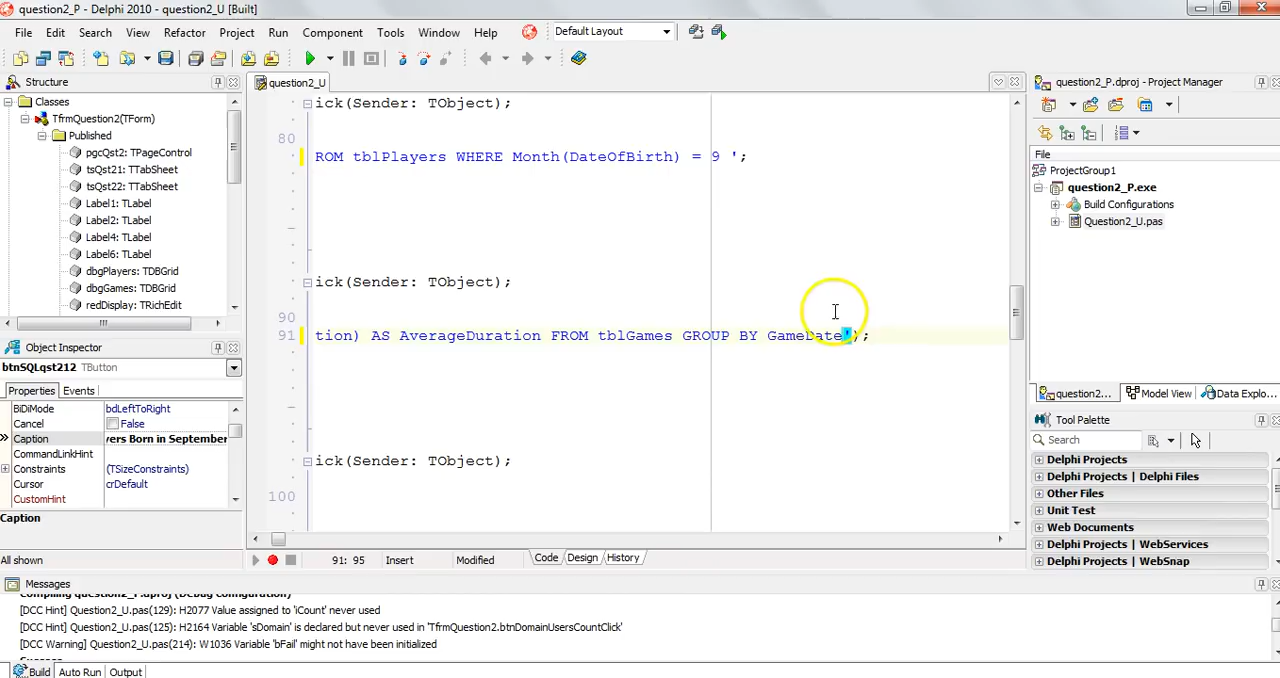 question2_P - Delphi 2010 - question2_U [Built]
File Edit Search View Refactor Project Run Component Tools Window Help Default Layout
Structure
Classes
TfrmQuestion2(TForm)
Published
pgcQst2: TPageControl
tsQst21: TTabSheet
tsQst22: TTabSheet
Label1: TLabel
Label2: TLabel
Label4: TLabel
Label6: TLabel
dbgPlayers: TDBGrid
dbgGames: TDBGrid
redDisplay: TRichEdit
Object Inspector
btnSQLqst212 TButton
Properties Events
BiDiMode bdLeftToRight
Cancel False
Caption vers Born in September
CommandLinkHint
Constraints (TSizeConstraints)
Cursor crDefault
CustomHint
Caption
All shown
question2_U
ick(Sender: TObject);
80
ROM tblPlayers WHERE Month(DateOfBirth) = 9 ';
ick(Sender: TObject);
90
91 tion) AS AverageDuration FROM tblGames GROUP BY GameDate');
ick(Sender: TObject);
100
91: 95 Insert Modified Code Design History
question2_P.dproj - Project Manager
File
ProjectGroup1
question2_P.exe
Build Configurations
Question2_U.pas
question2... Model View Data Explo...
Tool Palette
Search
Delphi Projects
Delphi Projects | Delphi Files
Other Files
Unit Test
Web Documents
Delphi Projects | WebServices
Delphi Projects | WebSnap
Messages
Compiling question2_P.dproj (Debug configuration)
[DCC Hint] Question2_U.pas(129): H2077 Value assigned to 'iCount' never used
[DCC Hint] Question2_U.pas(125): H2164 Variable 'sDomain' is declared but never used in 'TfrmQuestion2.btnDomainUsersCountClick'
[DCC Warning] Question2_U.pas(214): W1036 Variable 'bFail' might not have been initialized
Success
Build Auto Run Output